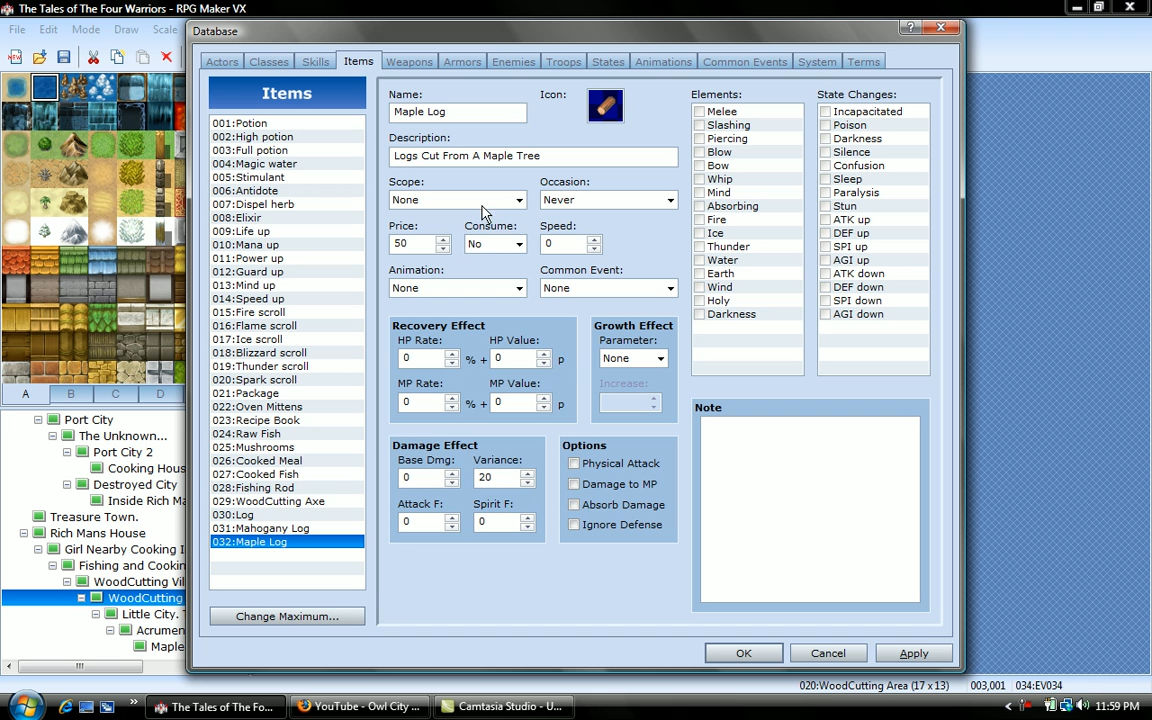 The Tales of The Four Warriors - RPG Maker VX
File Edit Mode Draw Scale
Database
Actors Classes Skills Items Weapons Armors Enemies Troops States Animations Common Events System Terms
Items
001:Potion
002:High potion
003:Full potion
004:Magic water
005:Stimulant
006:Antidote
007:Dispel herb
008:Elixir
009:Life up
010:Mana up
011:Power up
012:Guard up
013:Mind up
014:Speed up
015:Fire scroll
016:Flame scroll
017:Ice scroll
018:Blizzard scroll
019:Thunder scroll
020:Spark scroll
021:Package
022:Oven Mittens
023:Recipe Book
024:Raw Fish
025:Mushrooms
026:Cooked Meal
027:Cooked Fish
028:Fishing Rod
029:WoodCutting Axe
030:Log
031:Mahogany Log
032:Maple Log
Change Maximum...
Name: Icon:
Maple Log
Description:
Logs Cut From A Maple Tree
Scope: Occasion:
None Never
Price: Consume: Speed:
50 No 0
Animation: Common Event:
None None
Recovery Effect
HP Rate: HP Value:
0 % + 0 p
MP Rate: MP Value:
0 % + 0 p
Growth Effect
Parameter:
None
Increase:
Damage Effect
Base Dmg: Variance:
0 20
Attack F: Spirit F:
0 0
Options
Physical Attack
Damage to MP
Absorb Damage
Ignore Defense
Elements:
Melee
Slashing
Piercing
Blow
Bow
Whip
Mind
Absorbing
Fire
Ice
Thunder
Water
Earth
Wind
Holy
Darkness
State Changes:
Incapacitated
Poison
Darkness
Silence
Confusion
Sleep
Paralysis
Stun
ATK up
DEF up
SPI up
AGI up
ATK down
DEF down
SPI down
AGI down
Note
OK Cancel Apply
A B C D
Port City
The Unknown...
Port City 2
Cooking Hous
Destroyed City
Inside Rich Ma
Treasure Town.
Rich Mans House
Girl Nearby Cooking I
Fishing and Cookin
WoodCutting Vil
WoodCutting
Little City. T
Acrumen
Maple
020:WoodCutting Area (17 x 13) 003,001 034:EV034
The Tales of The Fo... YouTube - Owl City ... Camtasia Studio - U... 11:59 PM